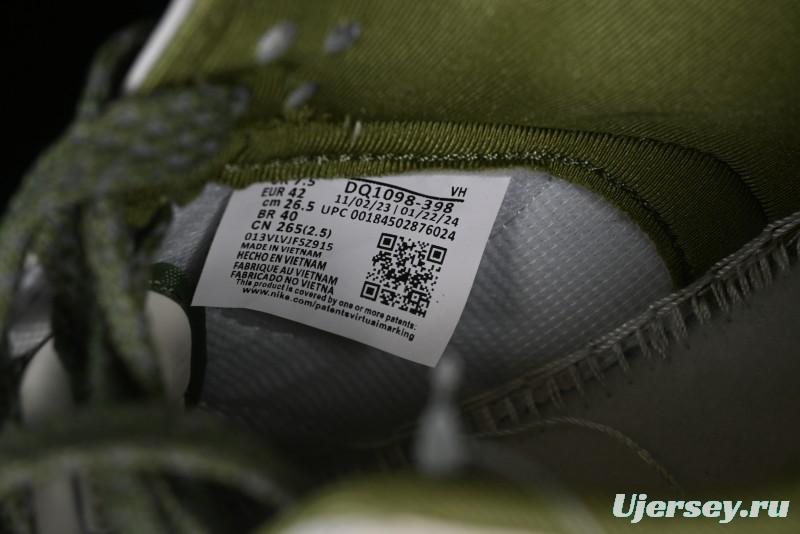 7.5
EUR 42
cm 26.5
BR 40
CN 265(2.5)
013VLVJF5Z915
MADE IN VIETNAM
HECHO EN VIETNAM
FABRIQUE AU VIETNAM
FABRICADO NO VIETNA
This product is covered by one or more patents:
www.nike.com/patentsvirtualmarking
VH
DQ1098-398
11/02/23 | 01/22/24
UPC 00184502876024
Ujersey.ru